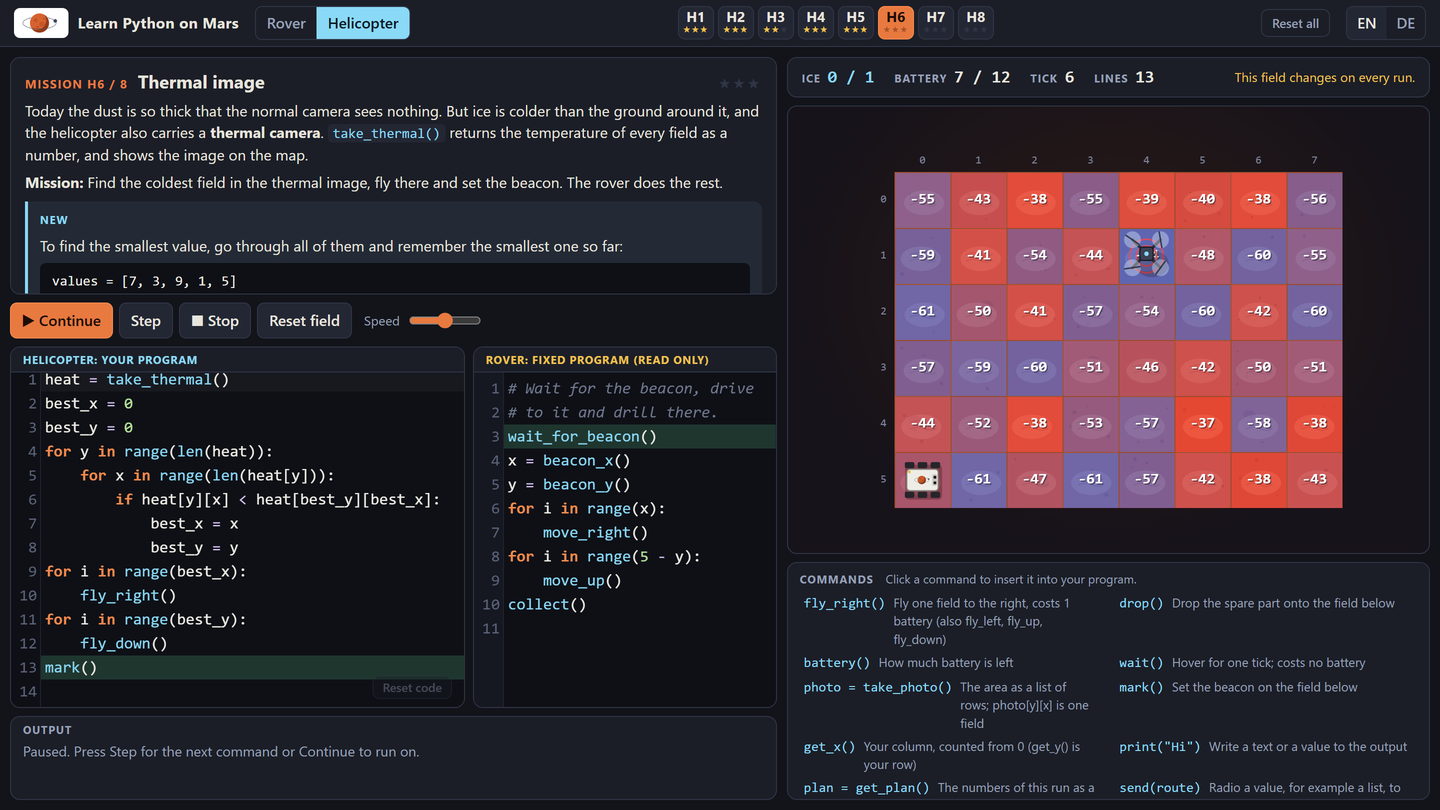 Learn Python on Mars
Rover
Helicopter
H1
★★★
H2
★★★
H3
★★
H4
★★★
H5
★★★
H6
★★★
H7
★★★
H8
★★★
Reset all
EN
DE
MISSION H6 / 8 Thermal image
★★★
Today the dust is so thick that the normal camera sees nothing. But ice is colder than the ground around it, and
the helicopter also carries a thermal camera. take_thermal() returns the temperature of every field as a
number, and shows the image on the map.
Mission: Find the coldest field in the thermal image, fly there and set the beacon. The rover does the rest.
NEW
To find the smallest value, go through all of them and remember the smallest one so far:
values = [7, 3, 9, 1, 5]
▶ Continue
Step
■ Stop
Reset field
Speed
HELICOPTER: YOUR PROGRAM
1 heat = take_thermal()
2 best_x = 0
3 best_y = 0
4 for y in range(len(heat)):
5     for x in range(len(heat[y])):
6         if heat[y][x] < heat[best_y][best_x]:
7             best_x = x
8             best_y = y
9 for i in range(best_x):
10     fly_right()
11 for i in range(best_y):
12     fly_down()
13 mark()
14
Reset code
ROVER: FIXED PROGRAM (READ ONLY)
1 # Wait for the beacon, drive
2 # to it and drill there.
3 wait_for_beacon()
4 x = beacon_x()
5 y = beacon_y()
6 for i in range(x):
7     move_right()
8 for i in range(5 - y):
9     move_up()
10 collect()
11
OUTPUT
Paused. Press Step for the next command or Continue to run on.
ICE 0 / 1 BATTERY 7 / 12 TICK 6 LINES 13
This field changes on every run.
0 1 2 3 4 5 6 7
0 -55 -43 -38 -55 -39 -40 -38 -56
1 -59 -41 -54 -44 -48 -60 -55
2 -61 -50 -41 -57 -54 -60 -42 -60
3 -57 -59 -60 -51 -46 -42 -50 -51
4 -44 -52 -38 -53 -57 -37 -58 -38
5 -61 -47 -61 -57 -42 -38 -43
COMMANDS Click a command to insert it into your program.
fly_right() Fly one field to the right, costs 1
battery (also fly_left, fly_up,
fly_down)
drop() Drop the spare part onto the field below
battery() How much battery is left
wait() Hover for one tick; costs no battery
photo = take_photo() The area as a list of
rows; photo[y][x] is one
field
mark() Set the beacon on the field below
get_x() Your column, counted from 0 (get_y() is
your row)
print("Hi") Write a text or a value to the output
plan = get_plan() The numbers of this run as a
send(route) Radio a value, for example a list, to